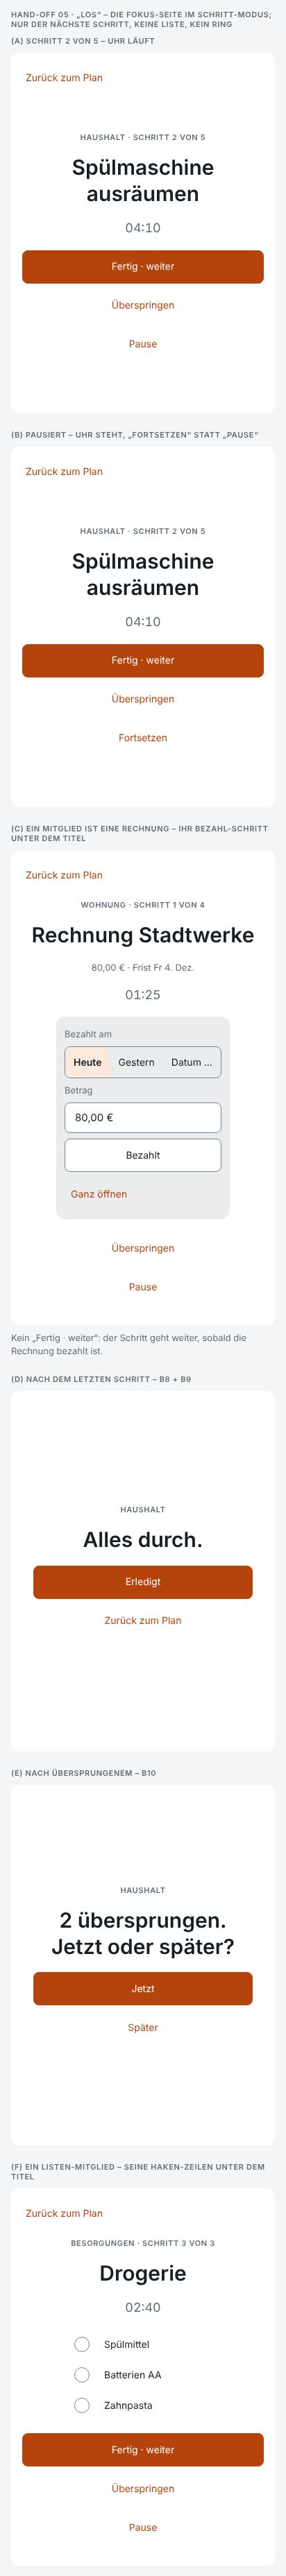 HAND-OFF 05 · „LOS“ – DIE FOKUS-SEITE IM SCHRITT-MODUS;
NUR DER NÄCHSTE SCHRITT, KEINE LISTE, KEIN RING
(A) SCHRITT 2 VON 5 – UHR LÄUFT
Zurück zum Plan
HAUSHALT · SCHRITT 2 VON 5
Spülmaschine
ausräumen
04:10
Fertig · weiter
Überspringen
Pause
(B) PAUSIERT – UHR STEHT, „FORTSETZEN“ STATT „PAUSE“
Zurück zum Plan
HAUSHALT · SCHRITT 2 VON 5
Spülmaschine
ausräumen
04:10
Fertig · weiter
Überspringen
Fortsetzen
(C) EIN MITGLIED IST EINE RECHNUNG – IHR BEZAHL-SCHRITT
UNTER DEM TITEL
Zurück zum Plan
WOHNUNG · SCHRITT 1 VON 4
Rechnung Stadtwerke
80,00 € · Frist Fr 4. Dez.
01:25
Bezahlt am
Heute Gestern Datum ...
Betrag
80,00 €
Bezahlt
Ganz öffnen
Überspringen
Pause
Kein „Fertig · weiter“: der Schritt geht weiter, sobald die
Rechnung bezahlt ist.
(D) NACH DEM LETZTEN SCHRITT – B8 + B9
HAUSHALT
Alles durch.
Erledigt
Zurück zum Plan
(E) NACH ÜBERSPRUNGENEM – B10
HAUSHALT
2 übersprungen.
Jetzt oder später?
Jetzt
Später
(F) EIN LISTEN-MITGLIED – SEINE HAKEN-ZEILEN UNTER DEM
TITEL
Zurück zum Plan
BESORGUNGEN · SCHRITT 3 VON 3
Drogerie
02:40
Spülmittel
Batterien AA
Zahnpasta
Fertig · weiter
Überspringen
Pause